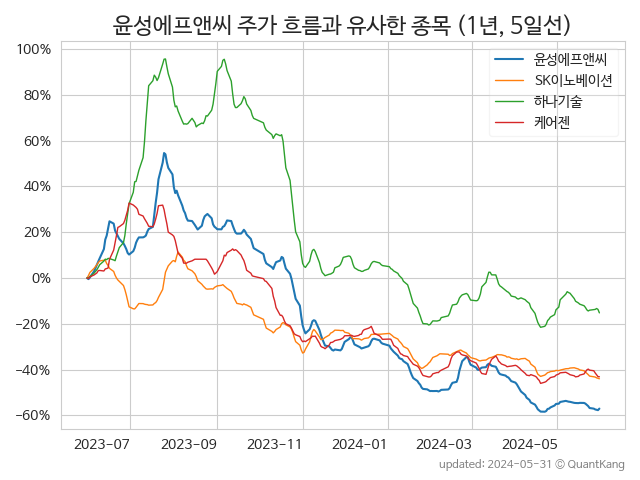 윤성에프앤씨 주가 흐름과 유사한 종목 (1년, 5일선)
윤성에프앤씨
SK이노베이션
하나기술
케어젠
100%
80%
60%
40%
20%
0%
−20%
−40%
−60%
2023-07 2023-09 2023-11 2024-01 2024-03 2024-05
updated: 2024-05-31 © QuantKang